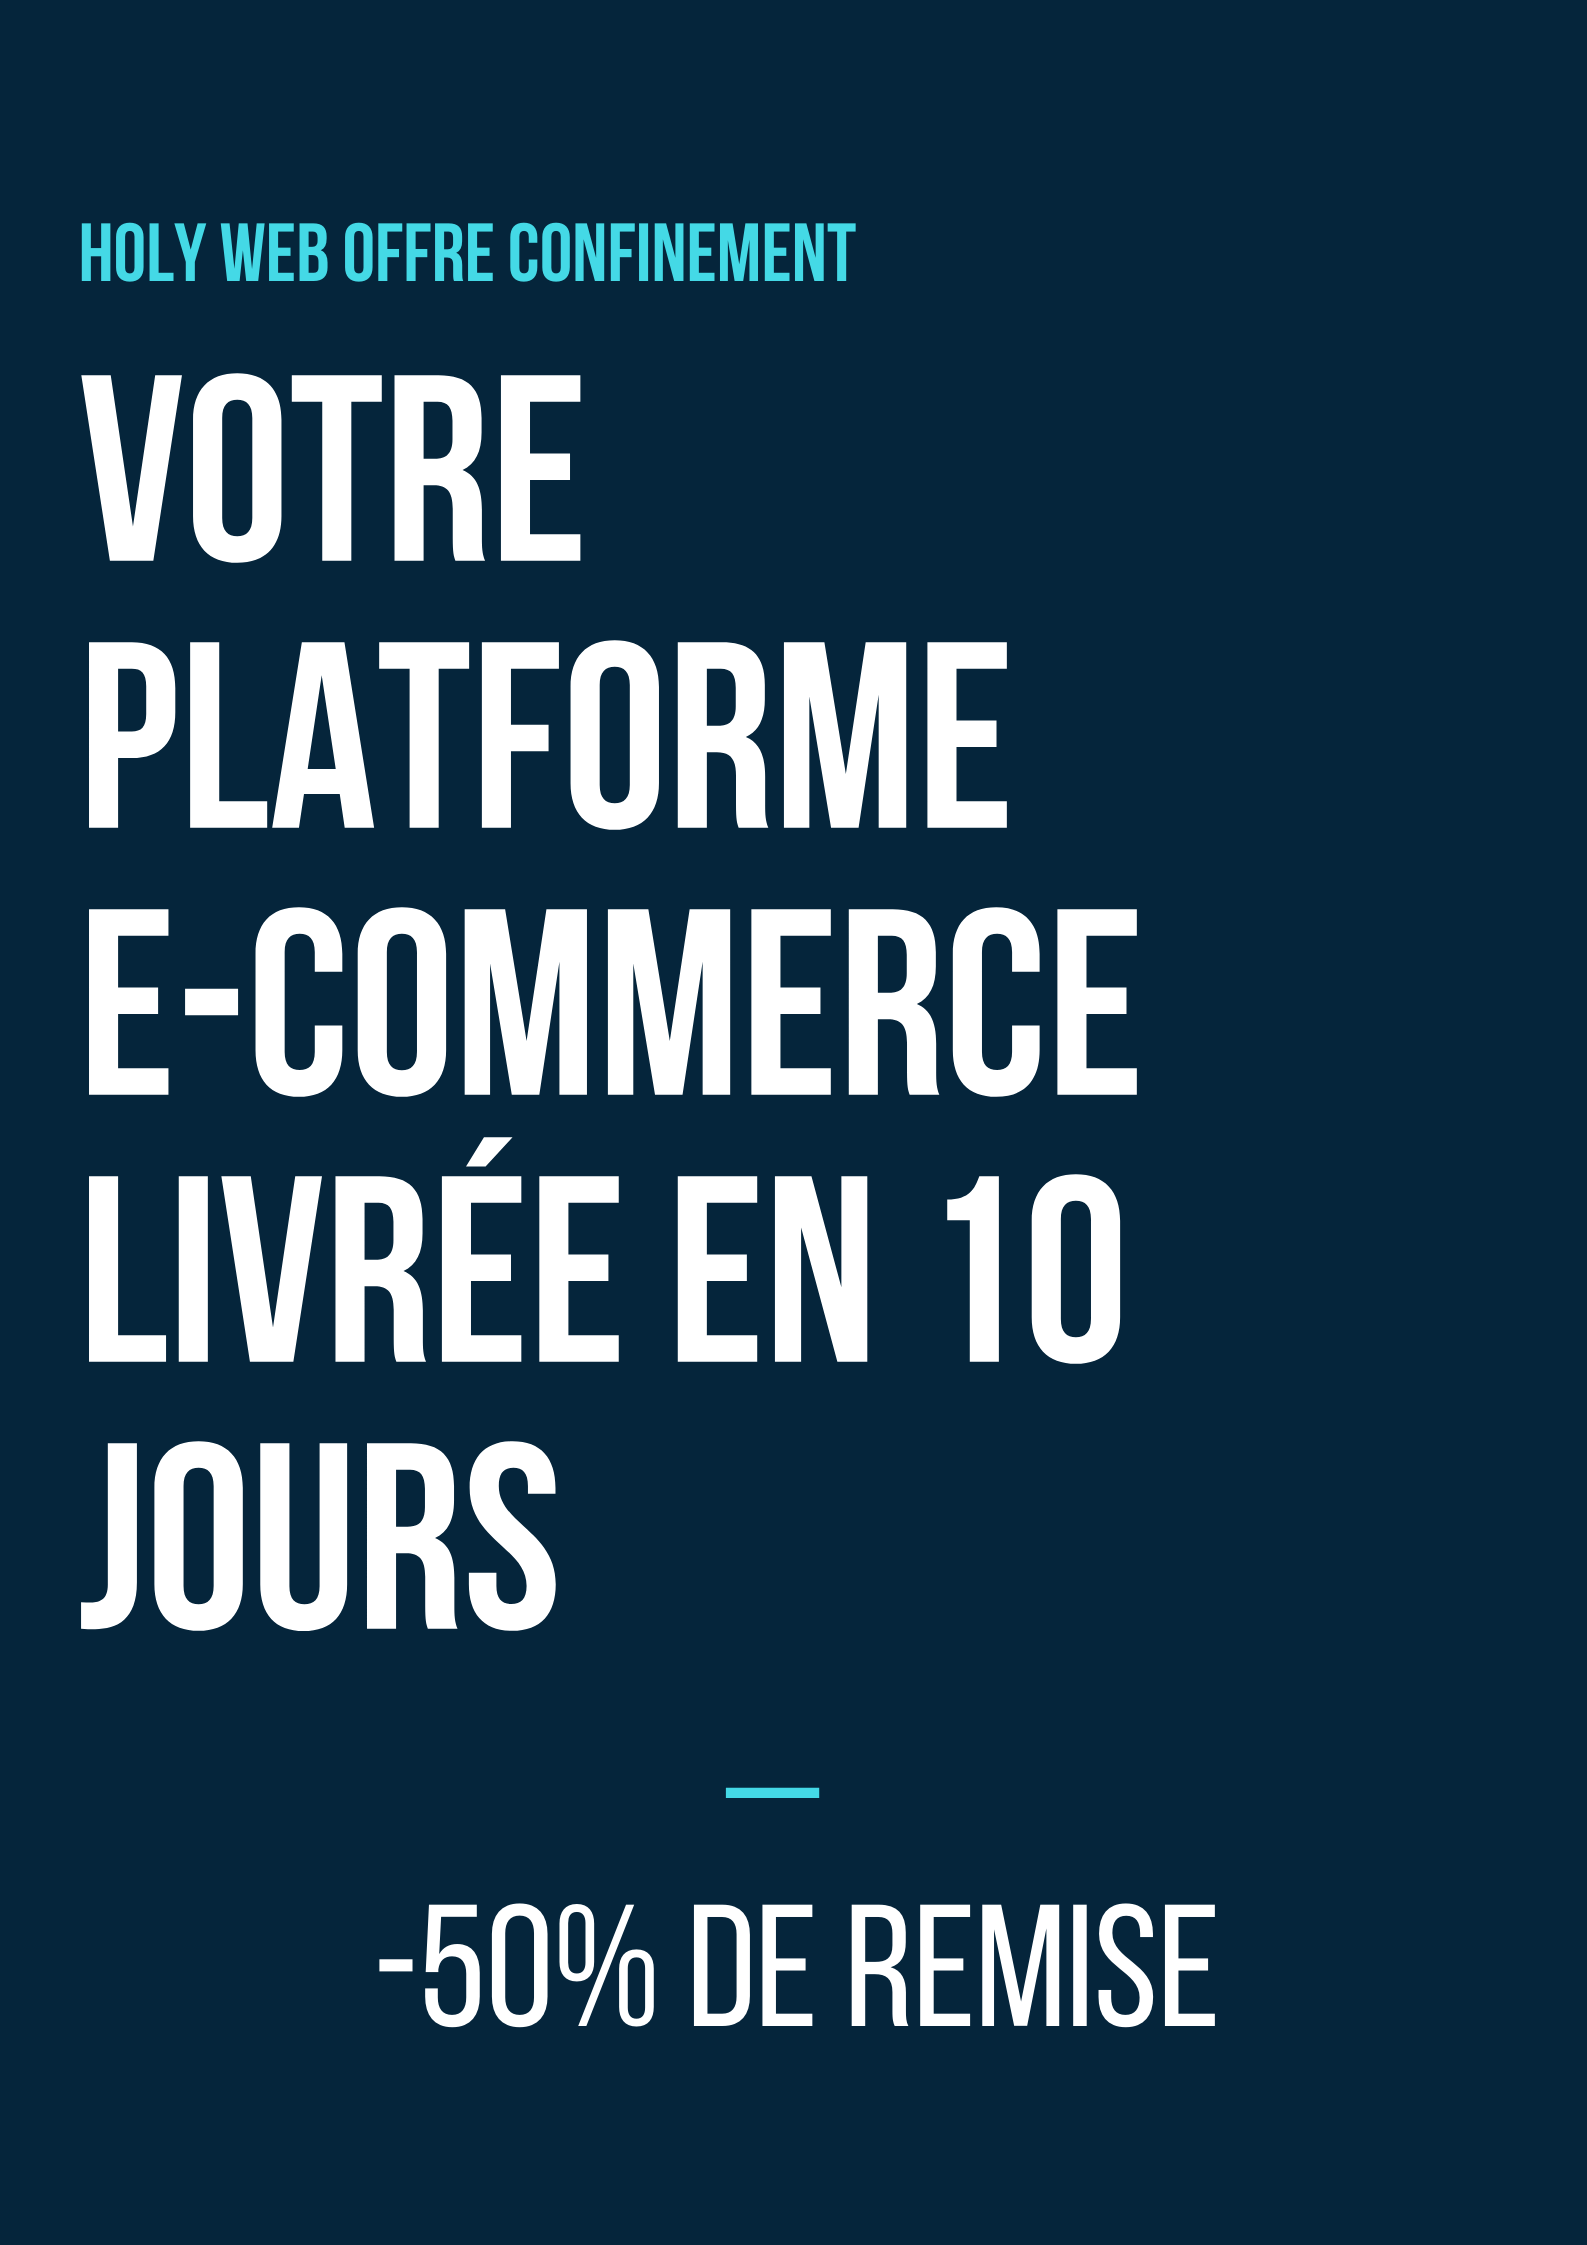 HOLY WEB OFFRE CONFINEMENT
VOTRE
PLATFORME
E-COMMERCE
LIVRÉE EN 10
JOURS
-50% DE REMISE